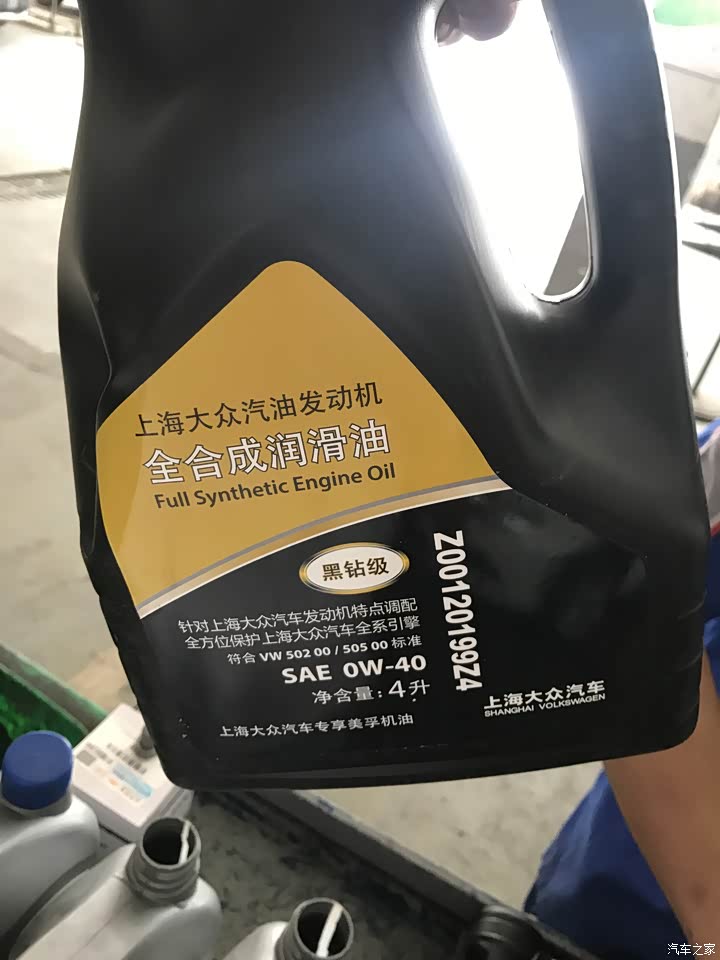 上海大众汽油发动机
全合成润滑油
Full Synthetic Engine Oil
黑钻级
针对上海大众汽车发动机特点调配
全方位保护上海大众汽车全系引擎
符合 VW 502 00 / 505 00 标准
SAE 0W-40
净含量:4升
上海大众汽车专享美孚机油
Z00120199Z4
上海大众汽车
SHANGHAI VOLKSWAGEN
汽车之家